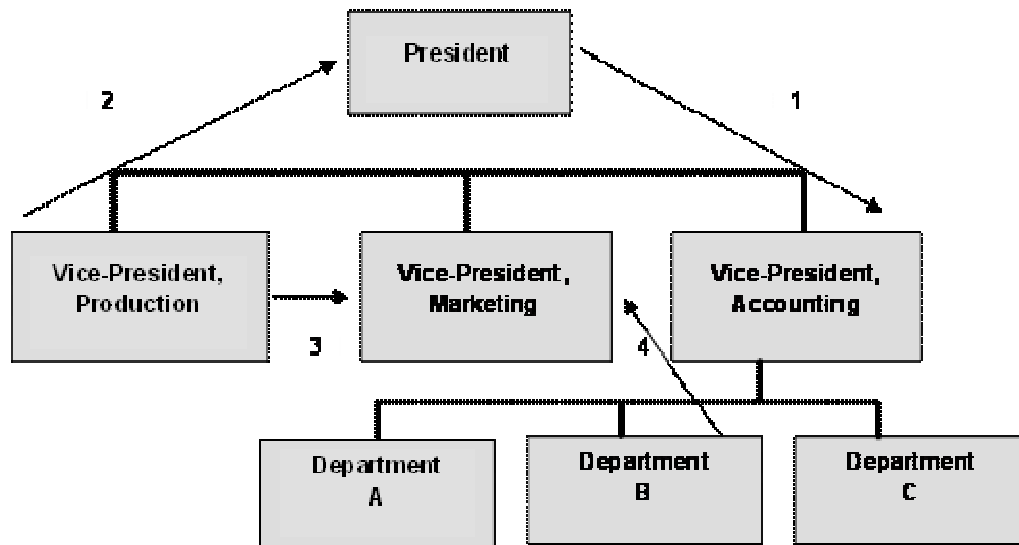 President
2
1
Vice-President,
Production
Vice-President,
Marketing
Vice-President,
Accounting
3
4
Department
A
Department
B
Department
C